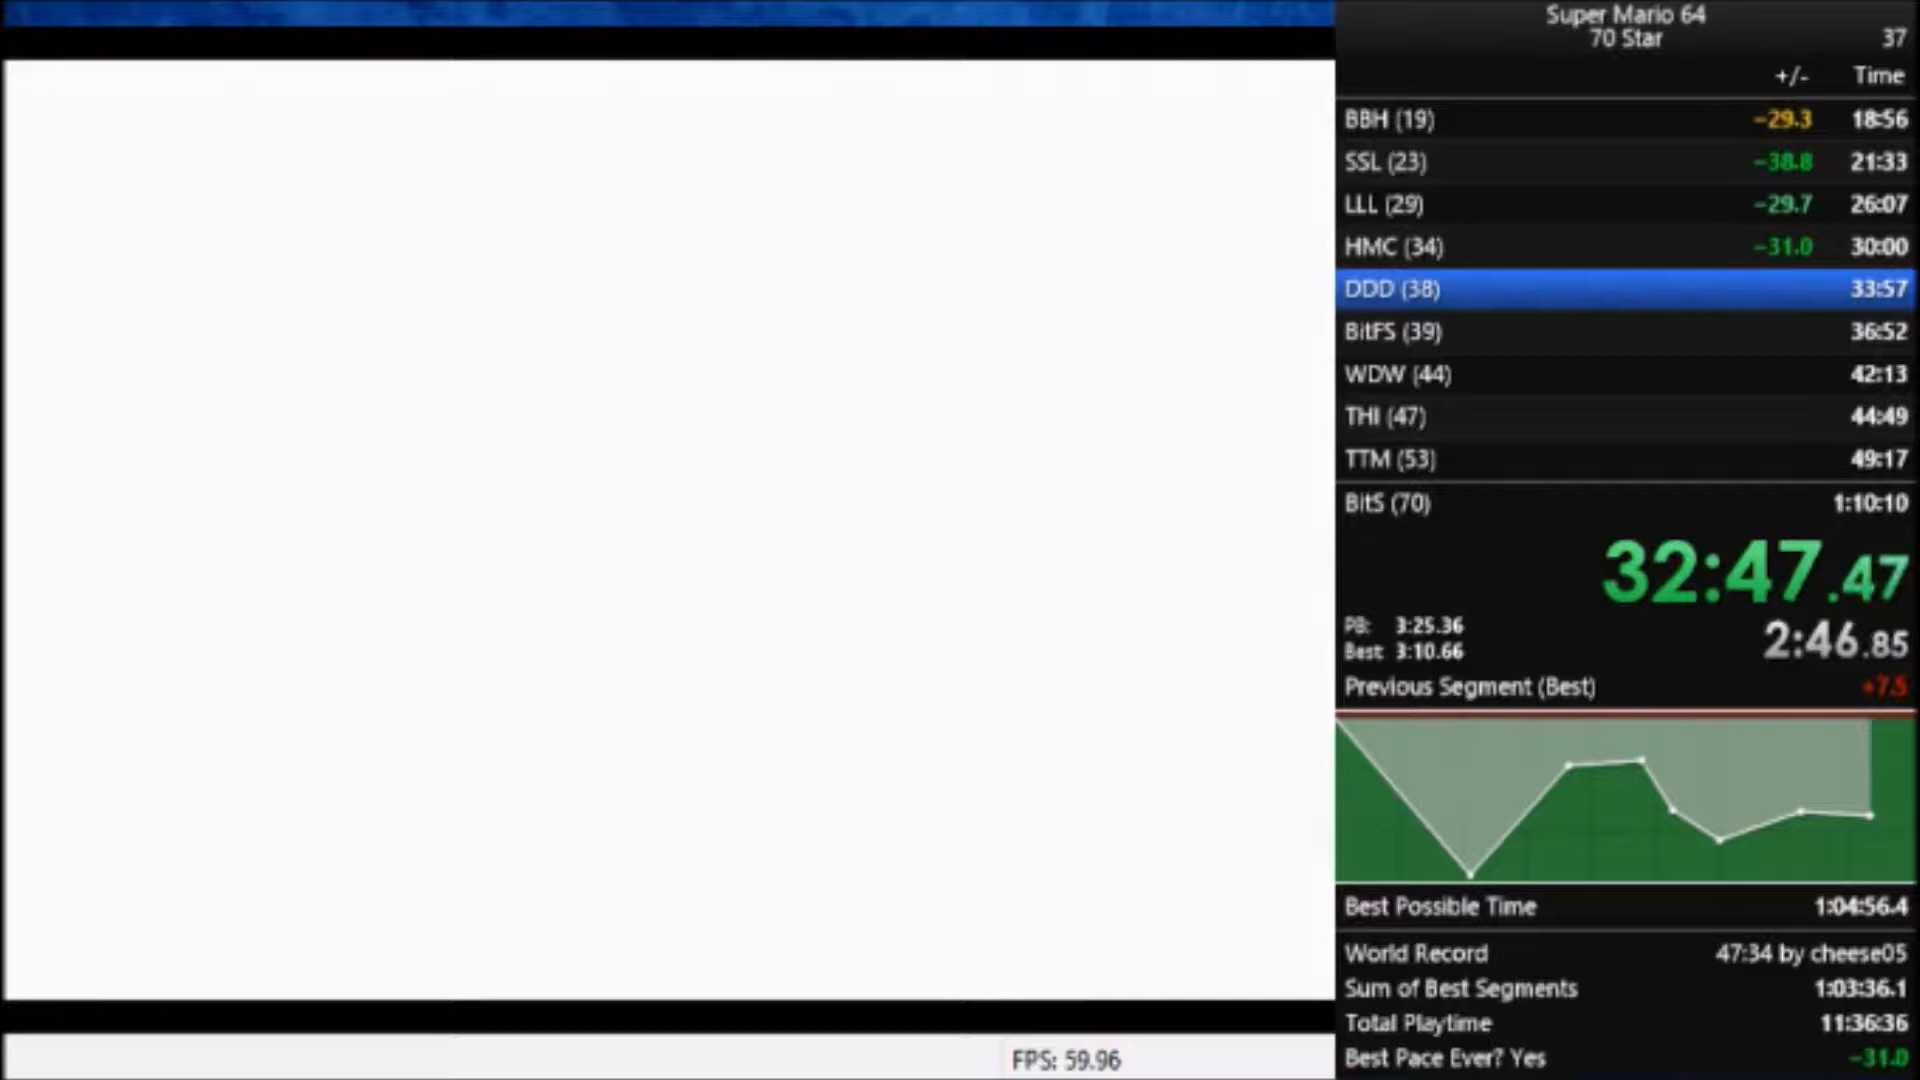 Super Mario 64
70 Star
37
+/- Time
BBH (19) -29.3 18:56
SSL (23) -38.8 21:33
LLL (29) -29.7 26:07
HMC (34) -31.0 30:00
DDD (38) 33:57
BitFS (39) 36:52
WDW (44) 42:13
THI (47) 44:49
TTM (53) 49:17
BitS (70) 1:10:10
32:47.47
PB: 3:25.36
Best: 3:10.66
2:46.85
Previous Segment (Best) +7.5
Best Possible Time 1:04:56.4
World Record 47:34 by cheese05
Sum of Best Segments 1:03:36.1
Total Playtime 11:36:36
Best Pace Ever? Yes -31.0
FPS: 59.96